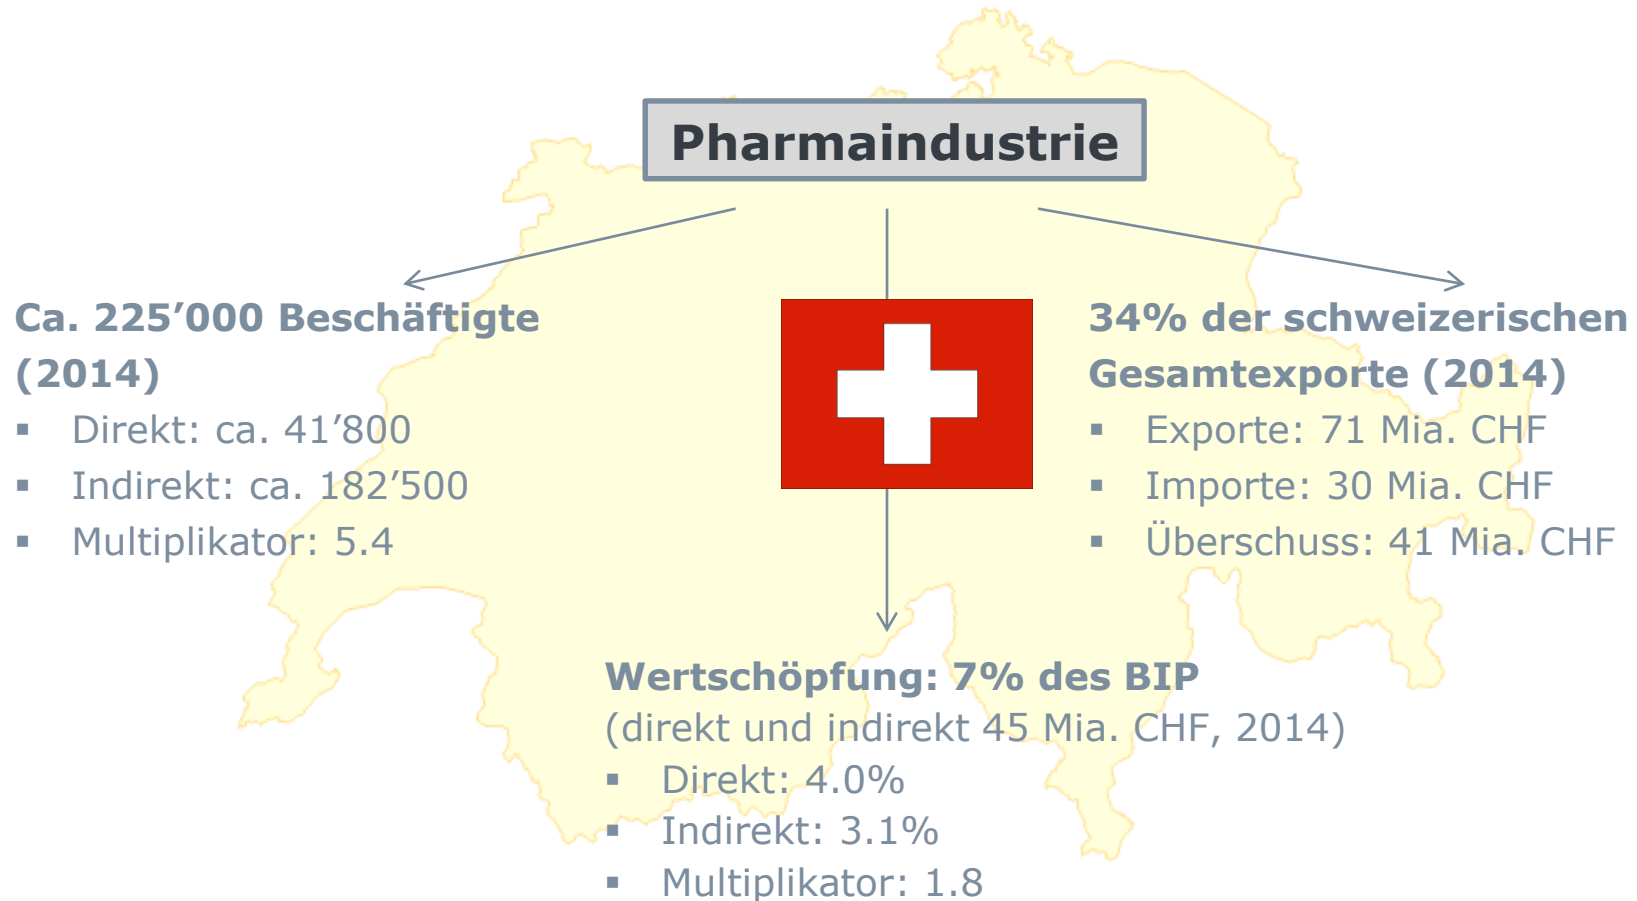 Pharmaindustrie
Ca. 225’000 Beschäftigte
(2014)
▪ Direkt: ca. 41’800
▪ Indirekt: ca. 182’500
▪ Multiplikator: 5.4
34% der schweizerischen
Gesamtexporte (2014)
▪ Exporte: 71 Mia. CHF
▪ Importe: 30 Mia. CHF
▪ Überschuss: 41 Mia. CHF
Wertschöpfung: 7% des BIP
(direkt und indirekt 45 Mia. CHF, 2014)
▪ Direkt: 4.0%
▪ Indirekt: 3.1%
▪ Multiplikator: 1.8